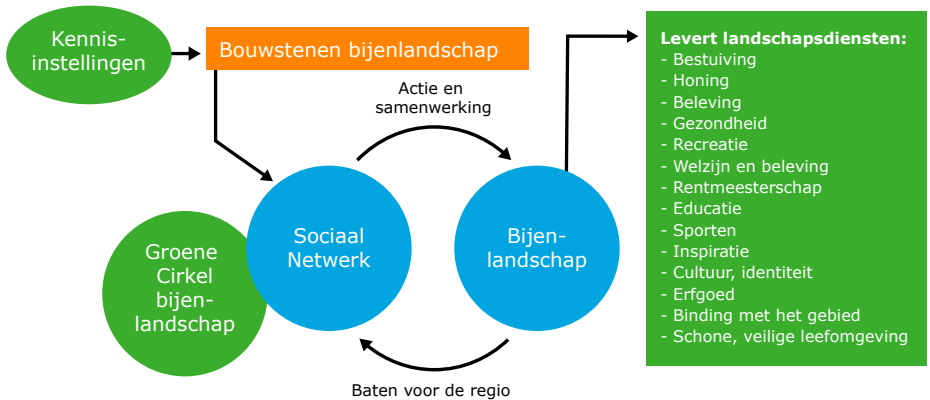 Kennis-
instellingen
Bouwstenen bijenlandschap
Actie en
samenwerking
Groene
Cirkel
bijen-
landschap
Sociaal
Netwerk
Bijen-
landschap
Baten voor de regio
Levert landschapsdiensten:
- Bestuiving
- Honing
- Beleving
- Gezondheid
- Recreatie
- Welzijn en beleving
- Rentmeesterschap
- Educatie
- Sporten
- Inspiratie
- Cultuur, identiteit
- Erfgoed
- Binding met het gebied
- Schone, veilige leefomgeving